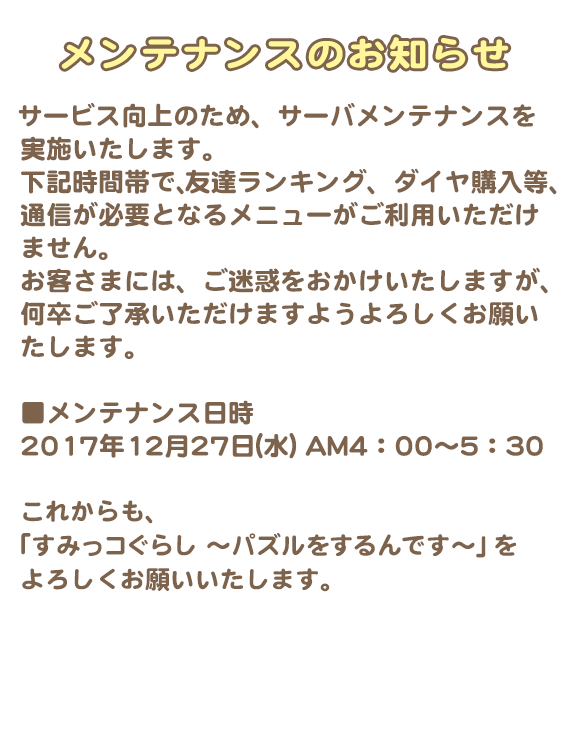 メンテナンスのお知らせ
サービス向上のため、サーバメンテナンスを
実施いたします。
下記時間帯で、友達ランキング、ダイヤ購入等、
通信が必要となるメニューがご利用いただけ
ません。
お客さまには、ご迷惑をおかけいたしますが、
何卒ご了承いただけますようよろしくお願い
たします。
■メンテナンス日時
2017年12月27日(水) AM4：00〜5：30
これからも、
「すみっコぐらし 〜パズルをするんです〜」を
よろしくお願いいたします。